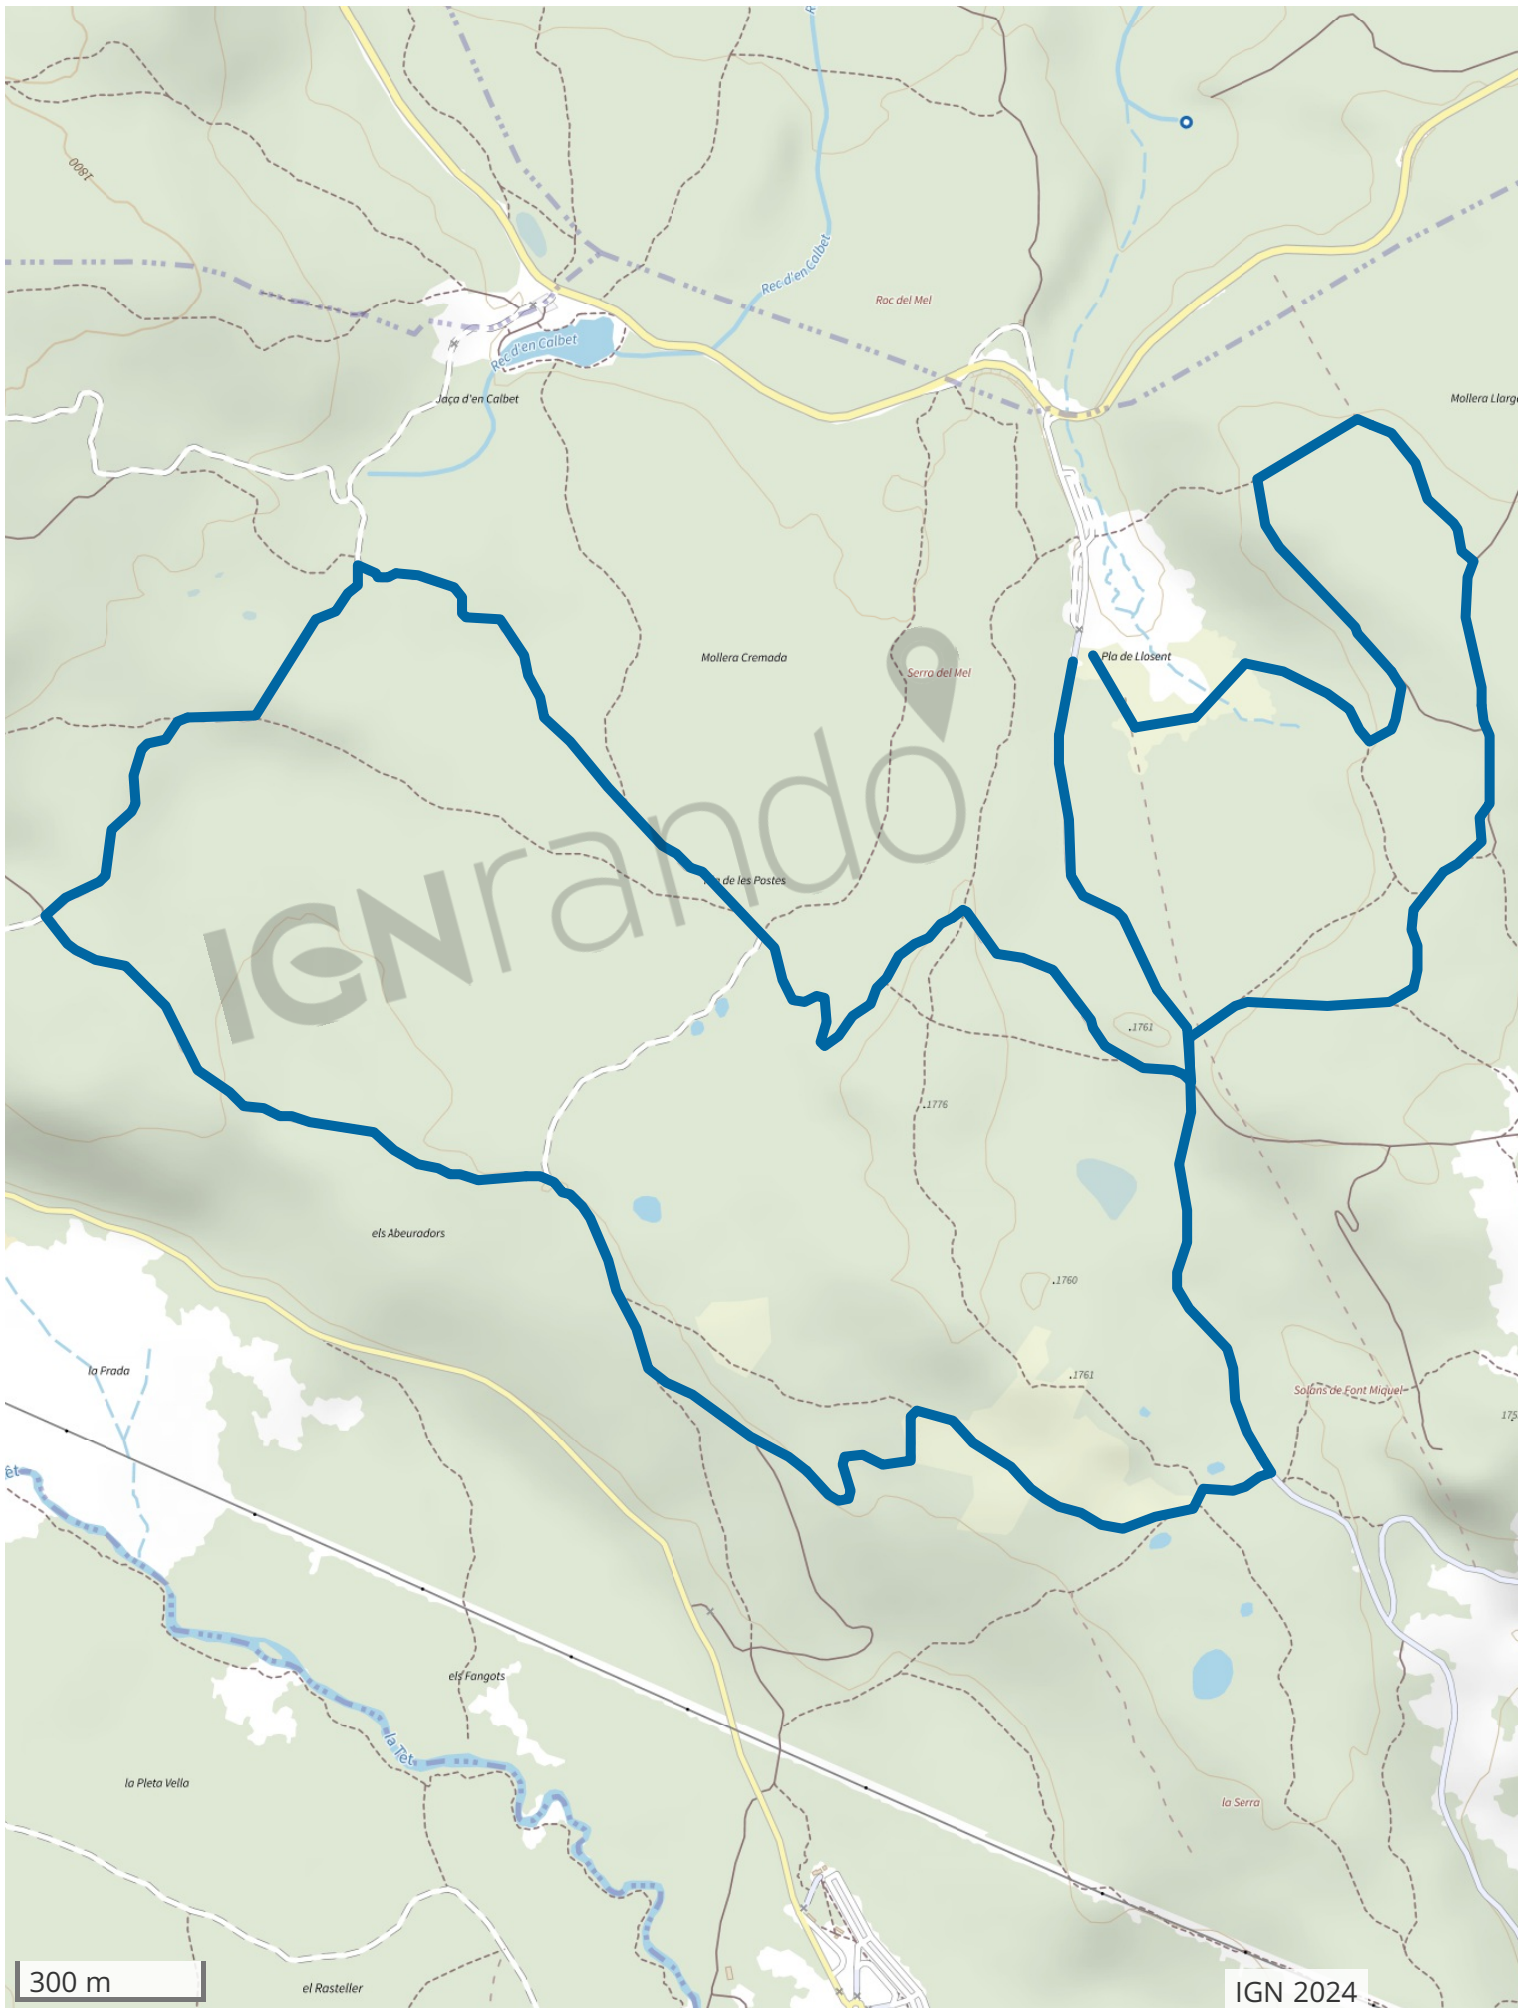 1800
Rec d'en Calbet
Roc del Mel
Rec d'en Calbet
Jaça d'en Calbet
Mollera Llarg
Mollera Cremada
Serra del Mel
Pla de Llosent
de les Postes
IGNrando
.1761
.1776
els Abeuradors
.1760
la Frada
.1761
Solans de Font Miquel
els Fangots
la Têt
la Pleta Vella
la Serra
el Rasteller
300 m
IGN 2024